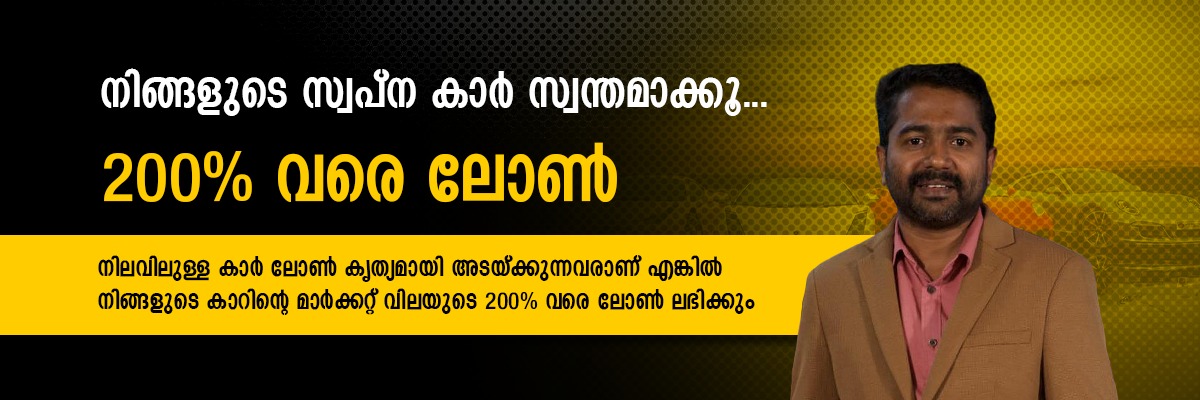 നിങ്ങളുടെ സ്വപ്ന കാർ സ്വന്തമാക്കൂ...
200% വരെ ലോൺ
നിലവിലുള്ള കാർ ലോൺ കൃത്യമായി അടയ്ക്കുന്നവരാണ് എങ്കിൽ
നിങ്ങളുടെ കാറിന്റെ മാർക്കറ്റ് വിലയുടെ 200% വരെ ലോൺ ലഭിക്കും